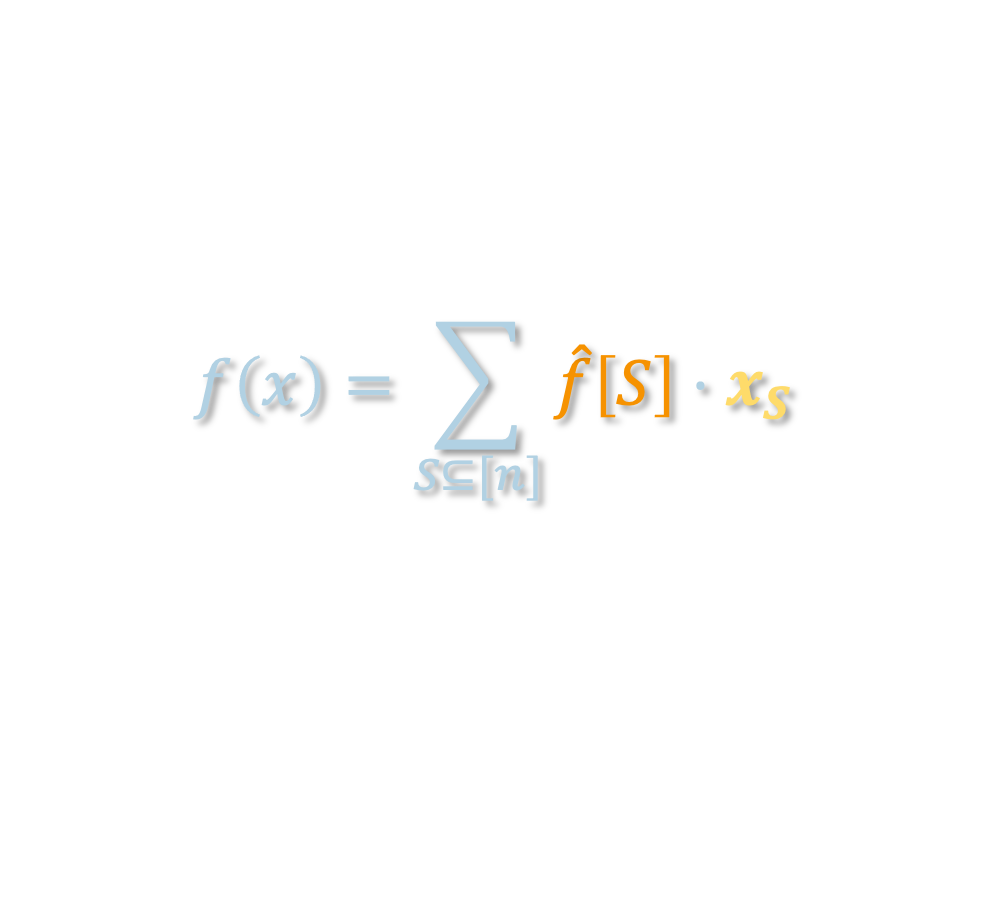 f(x) = ∑ f̂[S] · x_S
S⊆[n]